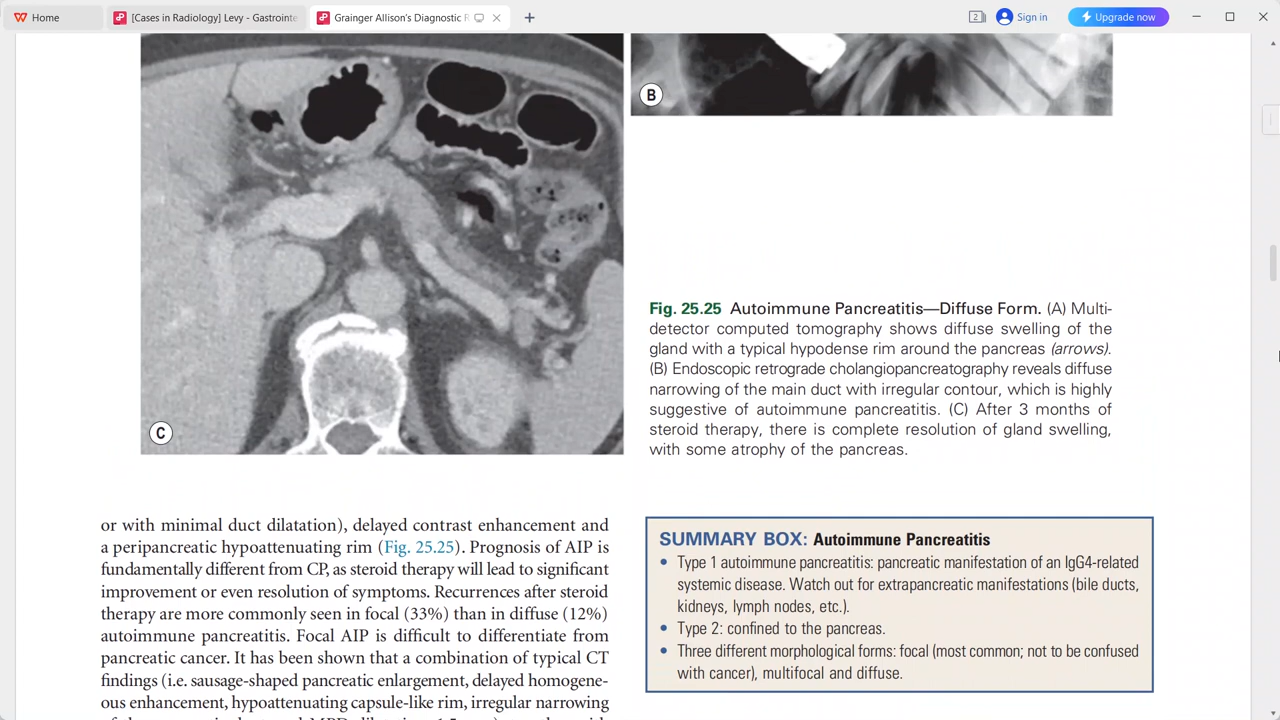 Home
[Cases in Radiology] Levy - Gastrointe
Grainger Allison's Diagnostic R
2
Sign in
Upgrade now
B
C
Fig. 25.25 Autoimmune Pancreatitis—Diffuse Form. (A) Multi-
detector computed tomography shows diffuse swelling of the
gland with a typical hypodense rim around the pancreas (arrows).
(B) Endoscopic retrograde cholangiopancreatography reveals diffuse
narrowing of the main duct with irregular contour, which is highly
suggestive of autoimmune pancreatitis. (C) After 3 months of
steroid therapy, there is complete resolution of gland swelling,
with some atrophy of the pancreas.
or with minimal duct dilatation), delayed contrast enhancement and
a peripancreatic hypoattenuating rim (Fig. 25.25). Prognosis of AIP is
fundamentally different from CP, as steroid therapy will lead to significant
improvement or even resolution of symptoms. Recurrences after steroid
therapy are more commonly seen in focal (33%) than in diffuse (12%)
autoimmune pancreatitis. Focal AIP is difficult to differentiate from
pancreatic cancer. It has been shown that a combination of typical CT
findings (i.e. sausage-shaped pancreatic enlargement, delayed homogene-
ous enhancement, hypoattenuating capsule-like rim, irregular narrowing
SUMMARY BOX: Autoimmune Pancreatitis
• Type 1 autoimmune pancreatitis: pancreatic manifestation of an IgG4-related
systemic disease. Watch out for extrapancreatic manifestations (bile ducts,
kidneys, lymph nodes, etc.).
• Type 2: confined to the pancreas.
• Three different morphological forms: focal (most common; not to be confused
with cancer), multifocal and diffuse.